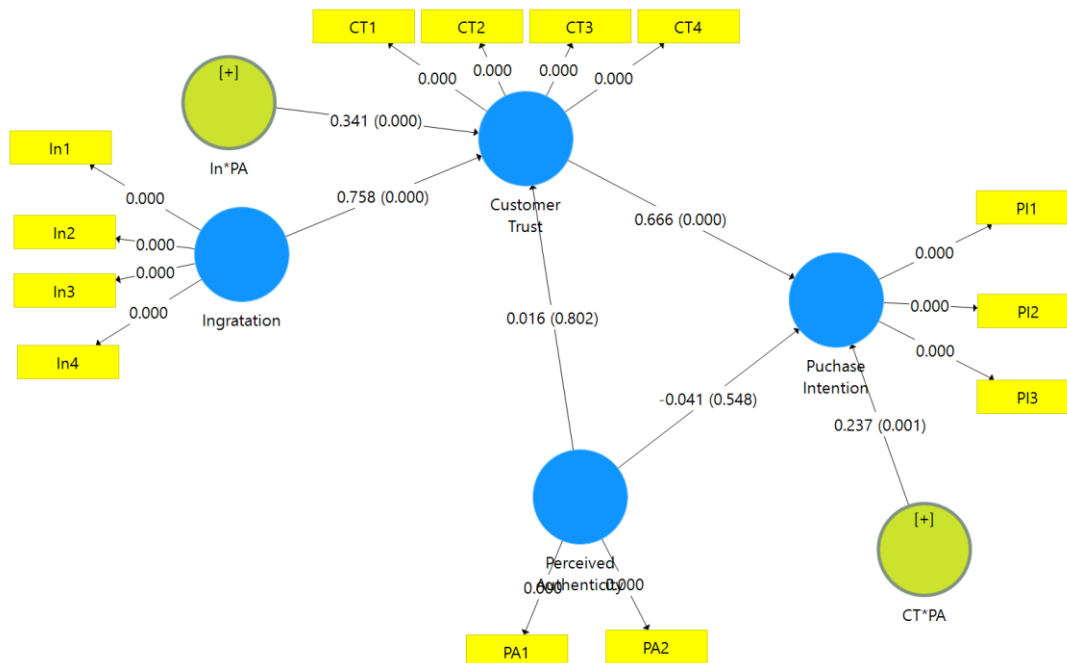 CT1
CT2
CT3
CT4
[+]
0.000
0.000
0.000
0.000
0.341 (0.000)
In1
In*PA
0.000
0.758 (0.000)
Customer
Trust
In2
0.000
0.666 (0.000)
PI1
0.000
In3
0.000
0.000
Ingratation
0.016 (0.802)
0.000
PI2
In4
0.000
Puchase
Intention
PI3
-0.041 (0.548)
0.237 (0.001)
[+]
Perceived
Authenticity
0.000
0.000
CT*PA
PA1
PA2